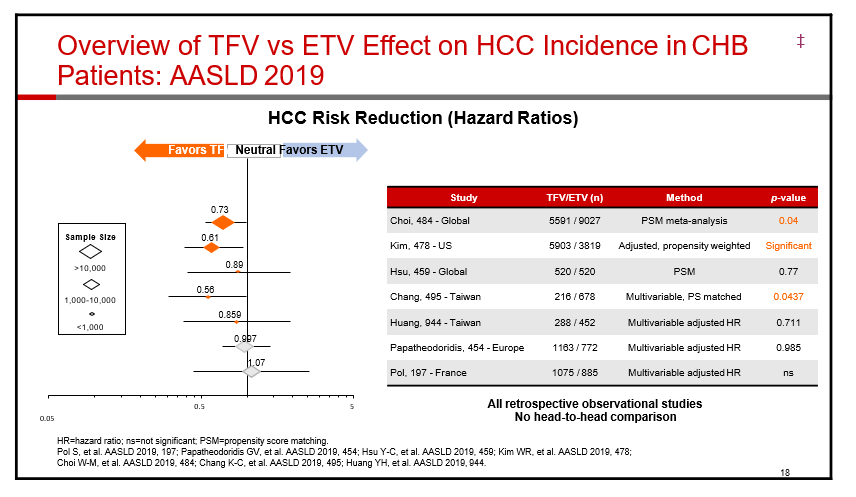 Overview of TFV vs ETV Effect on HCC Incidence in CHB
Patients: AASLD 2019
‡
HCC Risk Reduction (Hazard Ratios)
Favors TF Neutral Favors ETV
Sample Size
>10,000
1,000-10,000
<1,000
0.73
0.61
0.89
0.56
0.859
0.997
1.07
0.05
0.5
5
Study TFV/ETV (n) Method p-value
Choi, 484 - Global 5591 / 9027 PSM meta-analysis 0.04
Kim, 478 - US 5903 / 3819 Adjusted, propensity weighted Significant
Hsu, 459 - Global 520 / 520 PSM 0.77
Chang, 495 - Taiwan 216 / 678 Multivariable, PS matched 0.0437
Huang, 944 - Taiwan 288 / 452 Multivariable adjusted HR 0.711
Papatheodoridis, 454 - Europe 1163 / 772 Multivariable adjusted HR 0.985
Pol, 197 - France 1075 / 885 Multivariable adjusted HR ns
All retrospective observational studies
No head-to-head comparison
HR=hazard ratio; ns=not significant; PSM=propensity score matching.
Pol S, et al. AASLD 2019, 197; Papatheodoridis GV, et al. AASLD 2019, 454; Hsu Y-C, et al. AASLD 2019, 459; Kim WR, et al. AASLD 2019, 478;
Choi W-M, et al. AASLD 2019, 484; Chang K-C, et al. AASLD 2019, 495; Huang YH, et al. AASLD 2019, 944.
18